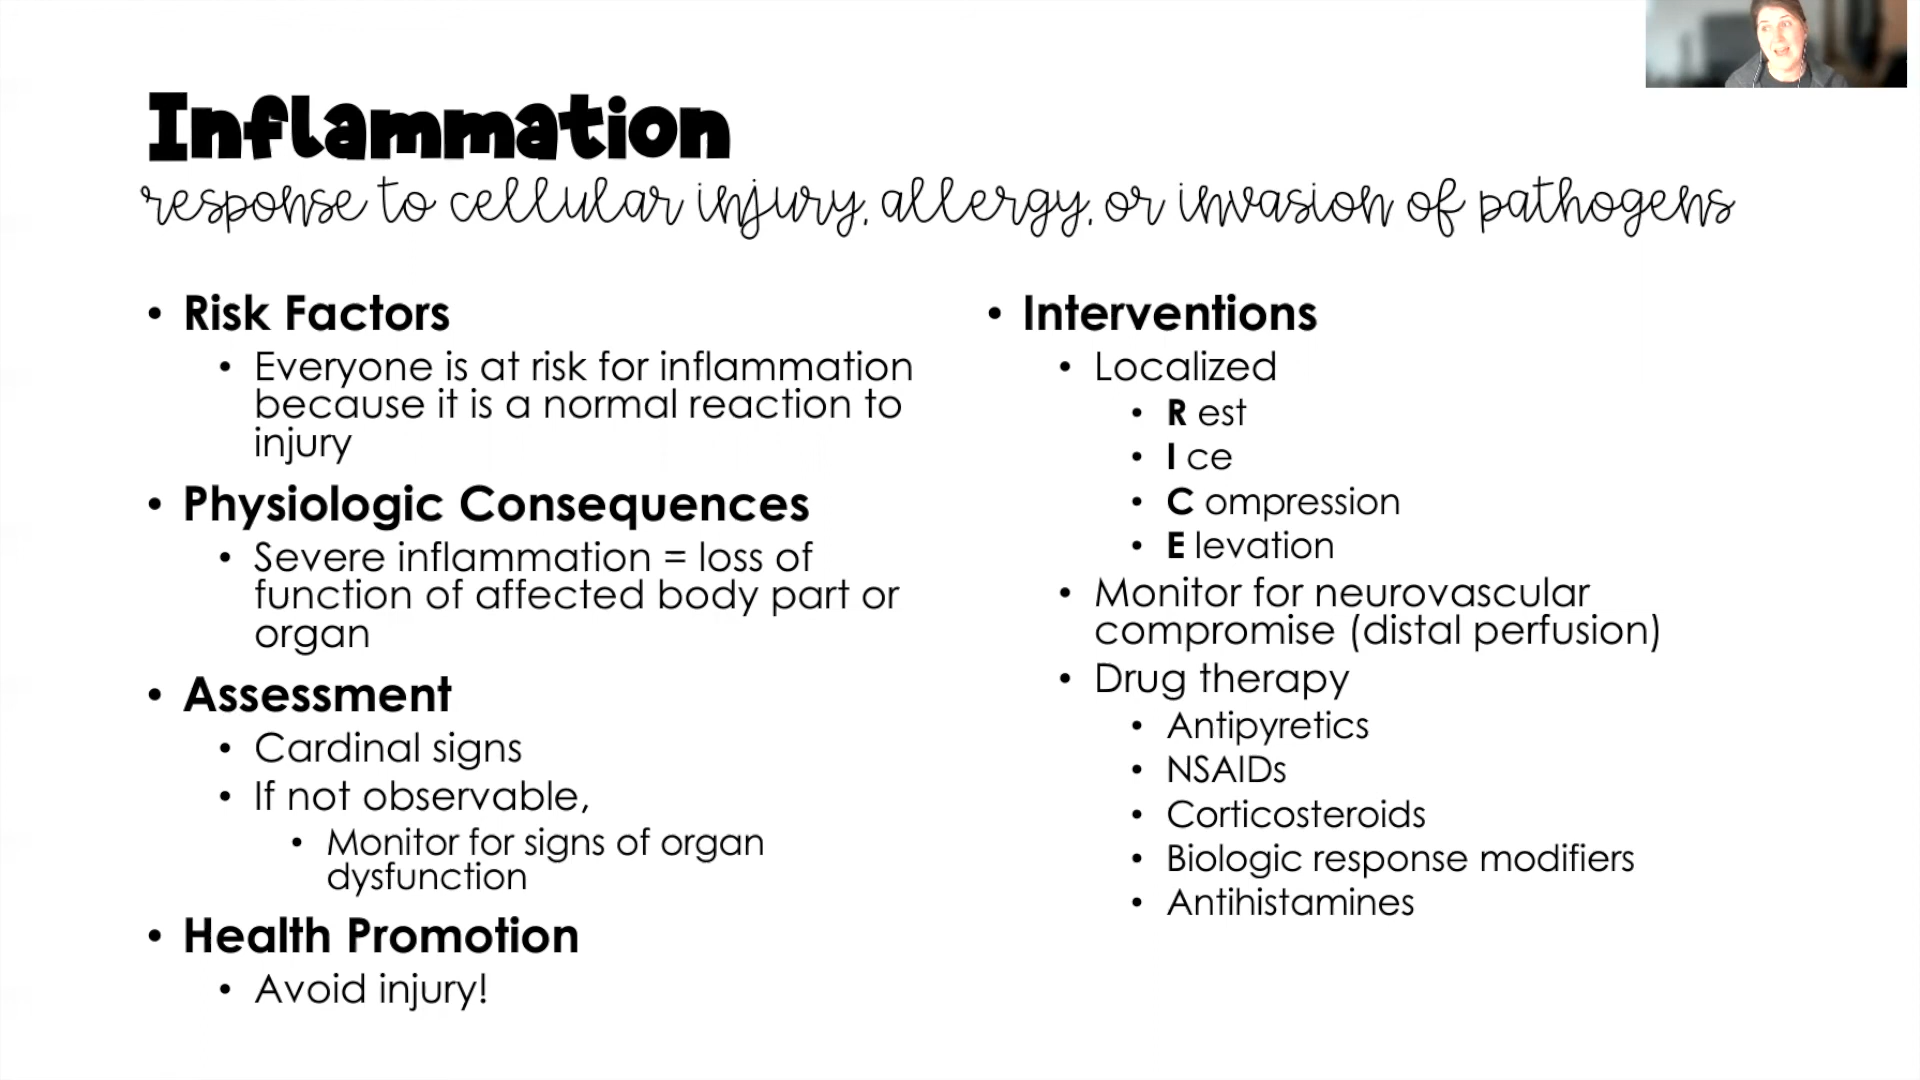 Inflammation
response to cellular injury, allergy, or invasion of pathogens
• Risk Factors
• Everyone is at risk for inflammation
because it is a normal reaction to
injury
• Physiologic Consequences
• Severe inflammation = loss of
function of affected body part or
organ
• Assessment
• Cardinal signs
• If not observable,
• Monitor for signs of organ
dysfunction
• Health Promotion
• Avoid injury!
• Interventions
• Localized
• R est
• I ce
• C ompression
• E levation
• Monitor for neurovascular
compromise (distal perfusion)
• Drug therapy
• Antipyretics
• NSAIDs
• Corticosteroids
• Biologic response modifiers
• Antihistamines